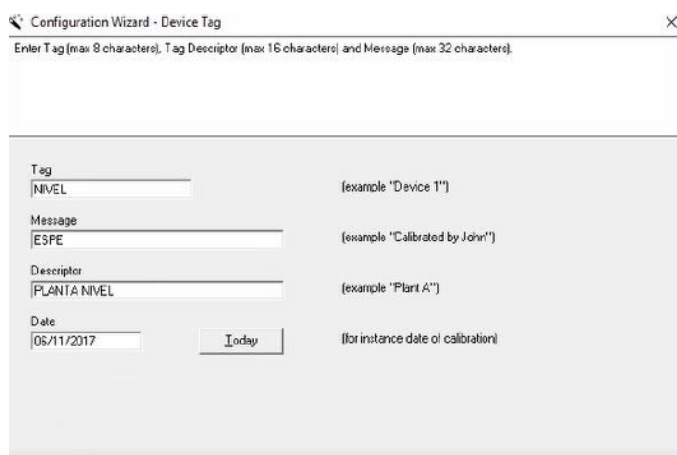 Configuration Wizard - Device Tag
Enter Tag (max 8 characters), Tag Descriptor (max 16 characters) and Message (max 32 characters).
Tag
NIVEL (example "Device 1")
Message
ESPE (example "Calibrated by John")
Descriptor
PLANTA NIVEL (example "Plant A")
Date
06/11/2017 Today (for instance date of calibration)